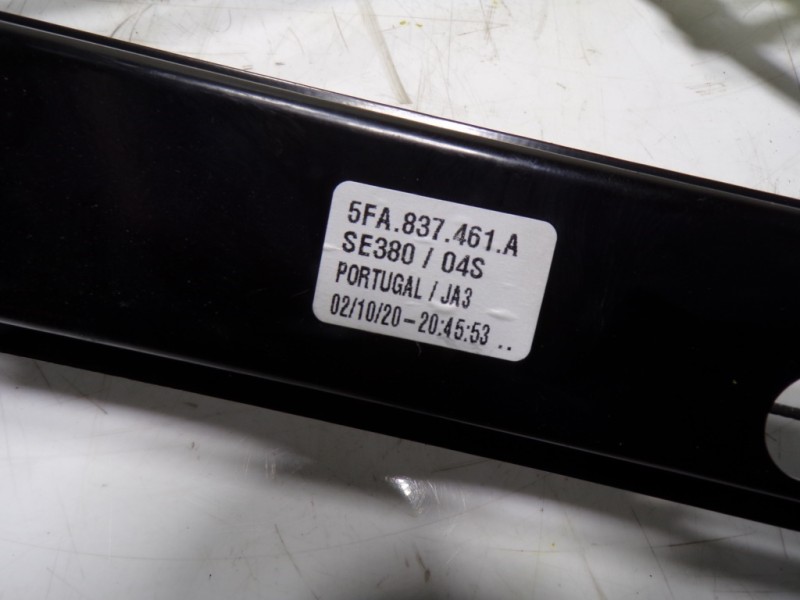 5FA.837.461.A
SE380 / 04S
PORTUGAL / JA3
02/10/20-20:45:53 ..